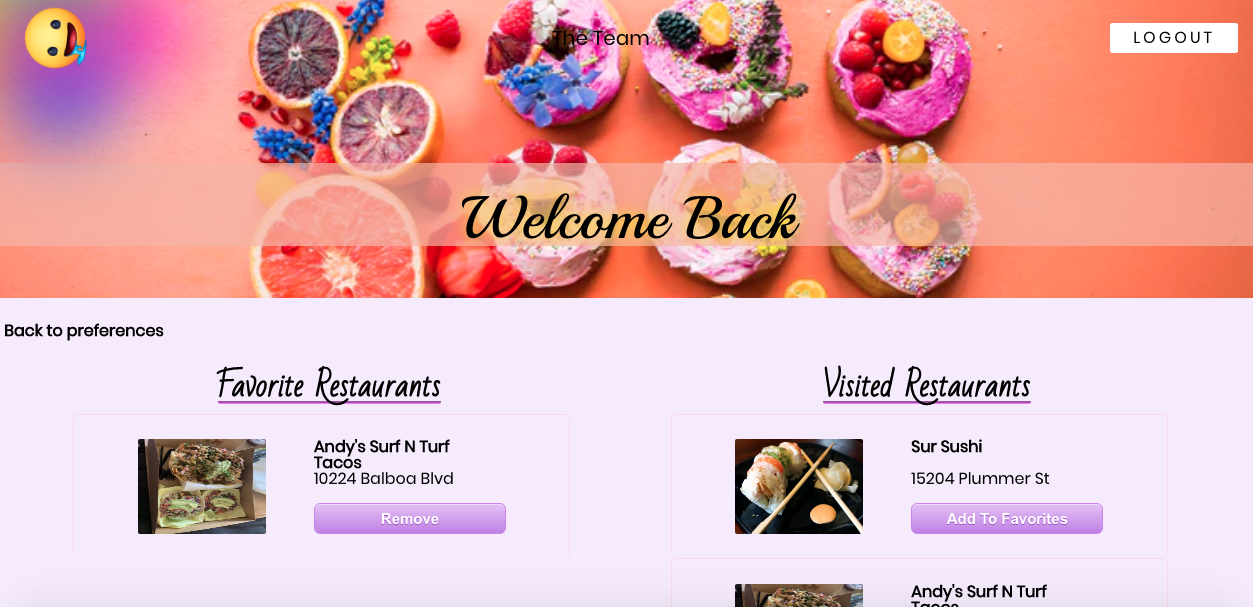 The Team
LOGOUT
Welcome Back
Back to preferences
Favorite Restaurants
Visited Restaurants
Andy's Surf N Turf
Tacos
10224 Balboa Blvd
Remove
Sur Sushi
15204 Plummer St
Add To Favorites
Andy's Surf N Turf
Tacos